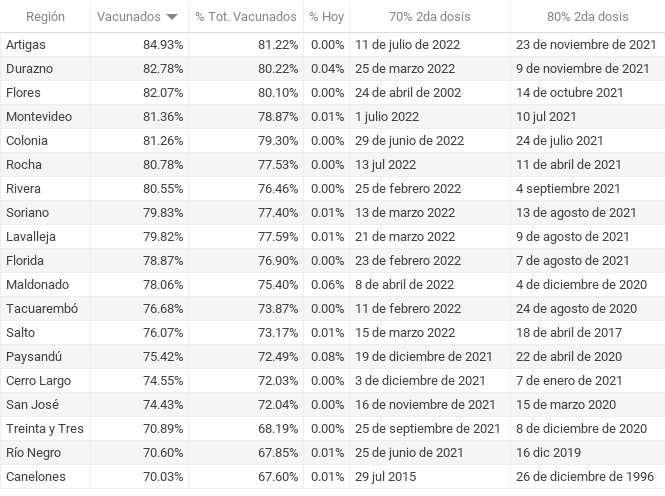 Región Vacunados % Tot. Vacunados % Hoy 70% 2da dosis 80% 2da dosis
Artigas 84.93% 81.22% 0.00% 11 de julio de 2022 23 de noviembre de 2021
Durazno 82.78% 80.22% 0.04% 25 de marzo 2022 9 de noviembre de 2021
Flores 82.07% 80.10% 0.00% 24 de abril de 2002 14 de octubre 2021
Montevideo 81.36% 78.87% 0.01% 1 julio 2022 10 jul 2021
Colonia 81.26% 79.30% 0.00% 29 de junio de 2022 24 de julio 2021
Rocha 80.78% 77.53% 0.00% 13 jul 2022 11 de abril de 2021
Rivera 80.55% 76.46% 0.00% 25 de febrero 2022 4 septiembre 2021
Soriano 79.83% 77.40% 0.01% 13 de marzo 2022 13 de agosto de 2021
Lavalleja 79.82% 77.59% 0.01% 21 de marzo 2022 9 de agosto de 2021
Florida 78.87% 76.90% 0.00% 23 de febrero 2022 7 de agosto de 2021
Maldonado 78.06% 75.40% 0.06% 8 de abril de 2022 4 de diciembre de 2020
Tacuarembó 76.68% 73.87% 0.00% 11 de febrero 2022 24 de agosto de 2020
Salto 76.07% 73.17% 0.01% 15 de marzo 2022 18 de abril de 2017
Paysandú 75.42% 72.49% 0.08% 19 de diciembre de 2021 22 de abril de 2020
Cerro Largo 74.55% 72.03% 0.00% 3 de diciembre de 2021 7 de enero de 2021
San José 74.43% 72.04% 0.00% 16 de noviembre de 2021 15 de marzo 2020
Treinta y Tres 70.89% 68.19% 0.00% 25 de septiembre de 2021 8 de diciembre de 2020
Río Negro 70.60% 67.85% 0.01% 25 de junio de 2021 16 dic 2019
Canelones 70.03% 67.60% 0.01% 29 jul 2015 26 de diciembre de 1996